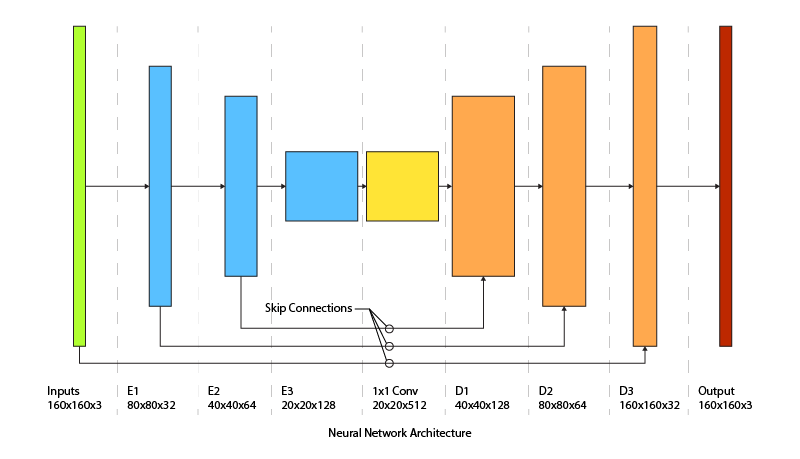 Skip Connections
Inputs
160x160x3
E1
80x80x32
E2
40x40x64
E3
20x20x128
1x1 Conv
20x20x512
D1
40x40x128
D2
80x80x64
D3
160x160x32
Output
160x160x3
Neural Network Architecture